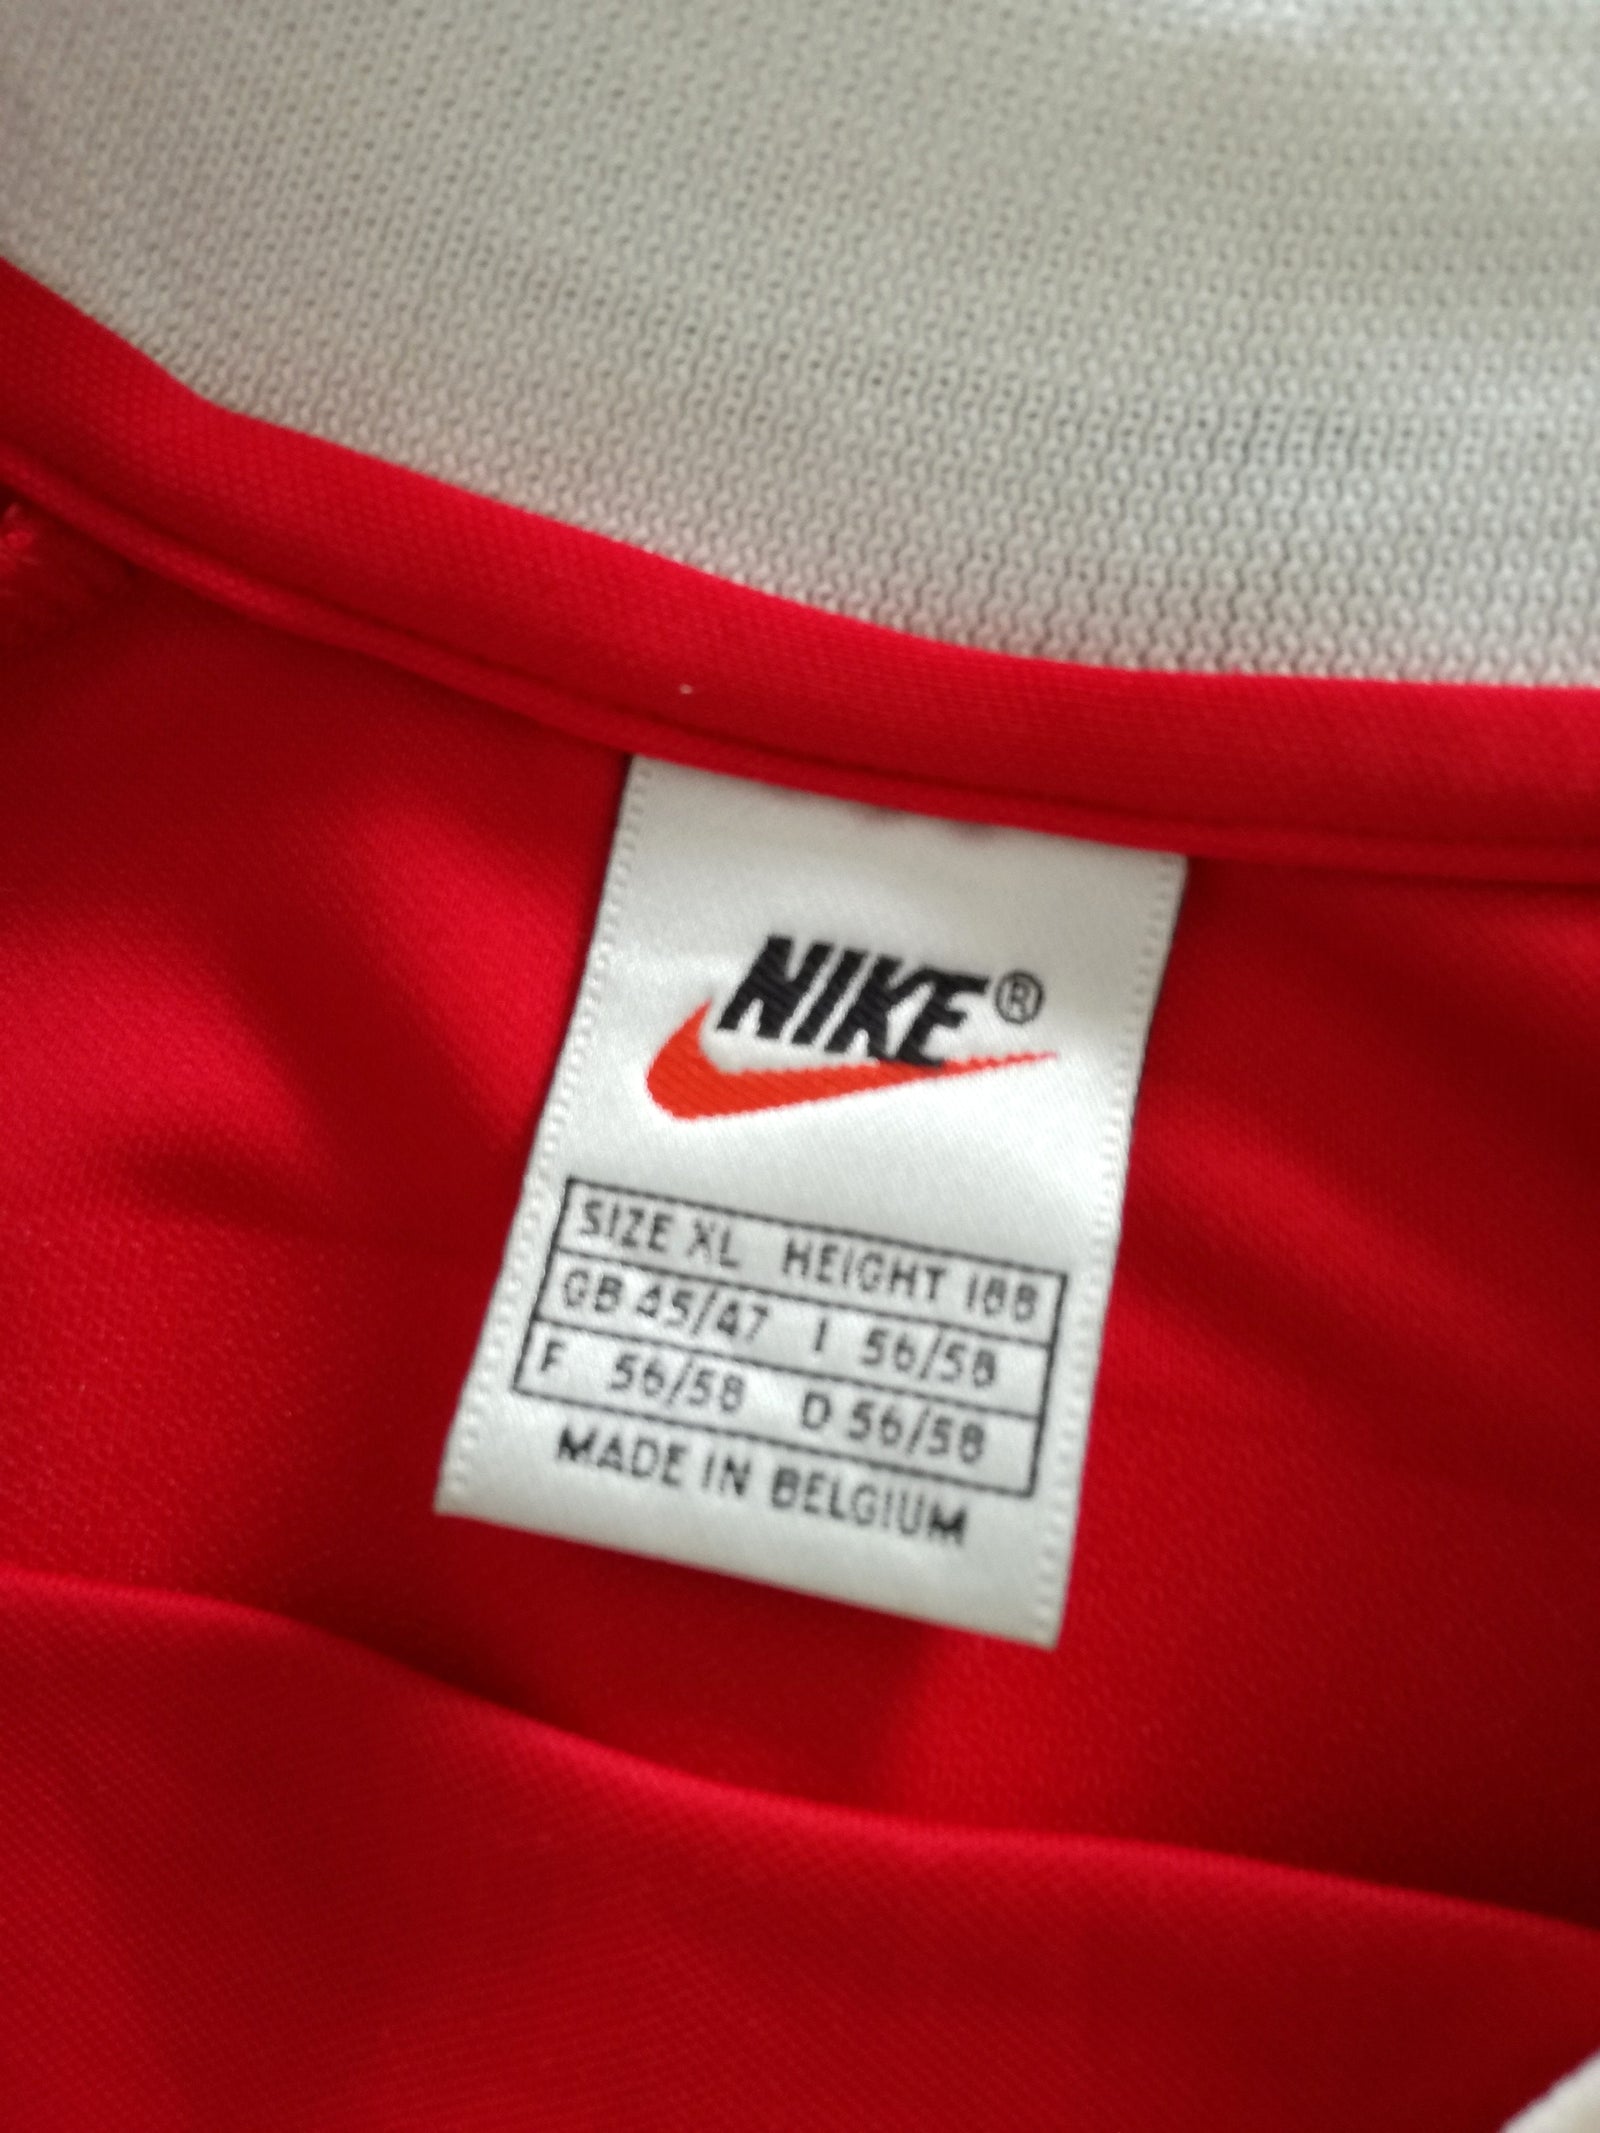 NIKE®
SIZE XL HEIGHT 188
GB 45/47 I 56/58
F 56/58 D 56/58
MADE IN BELGIUM